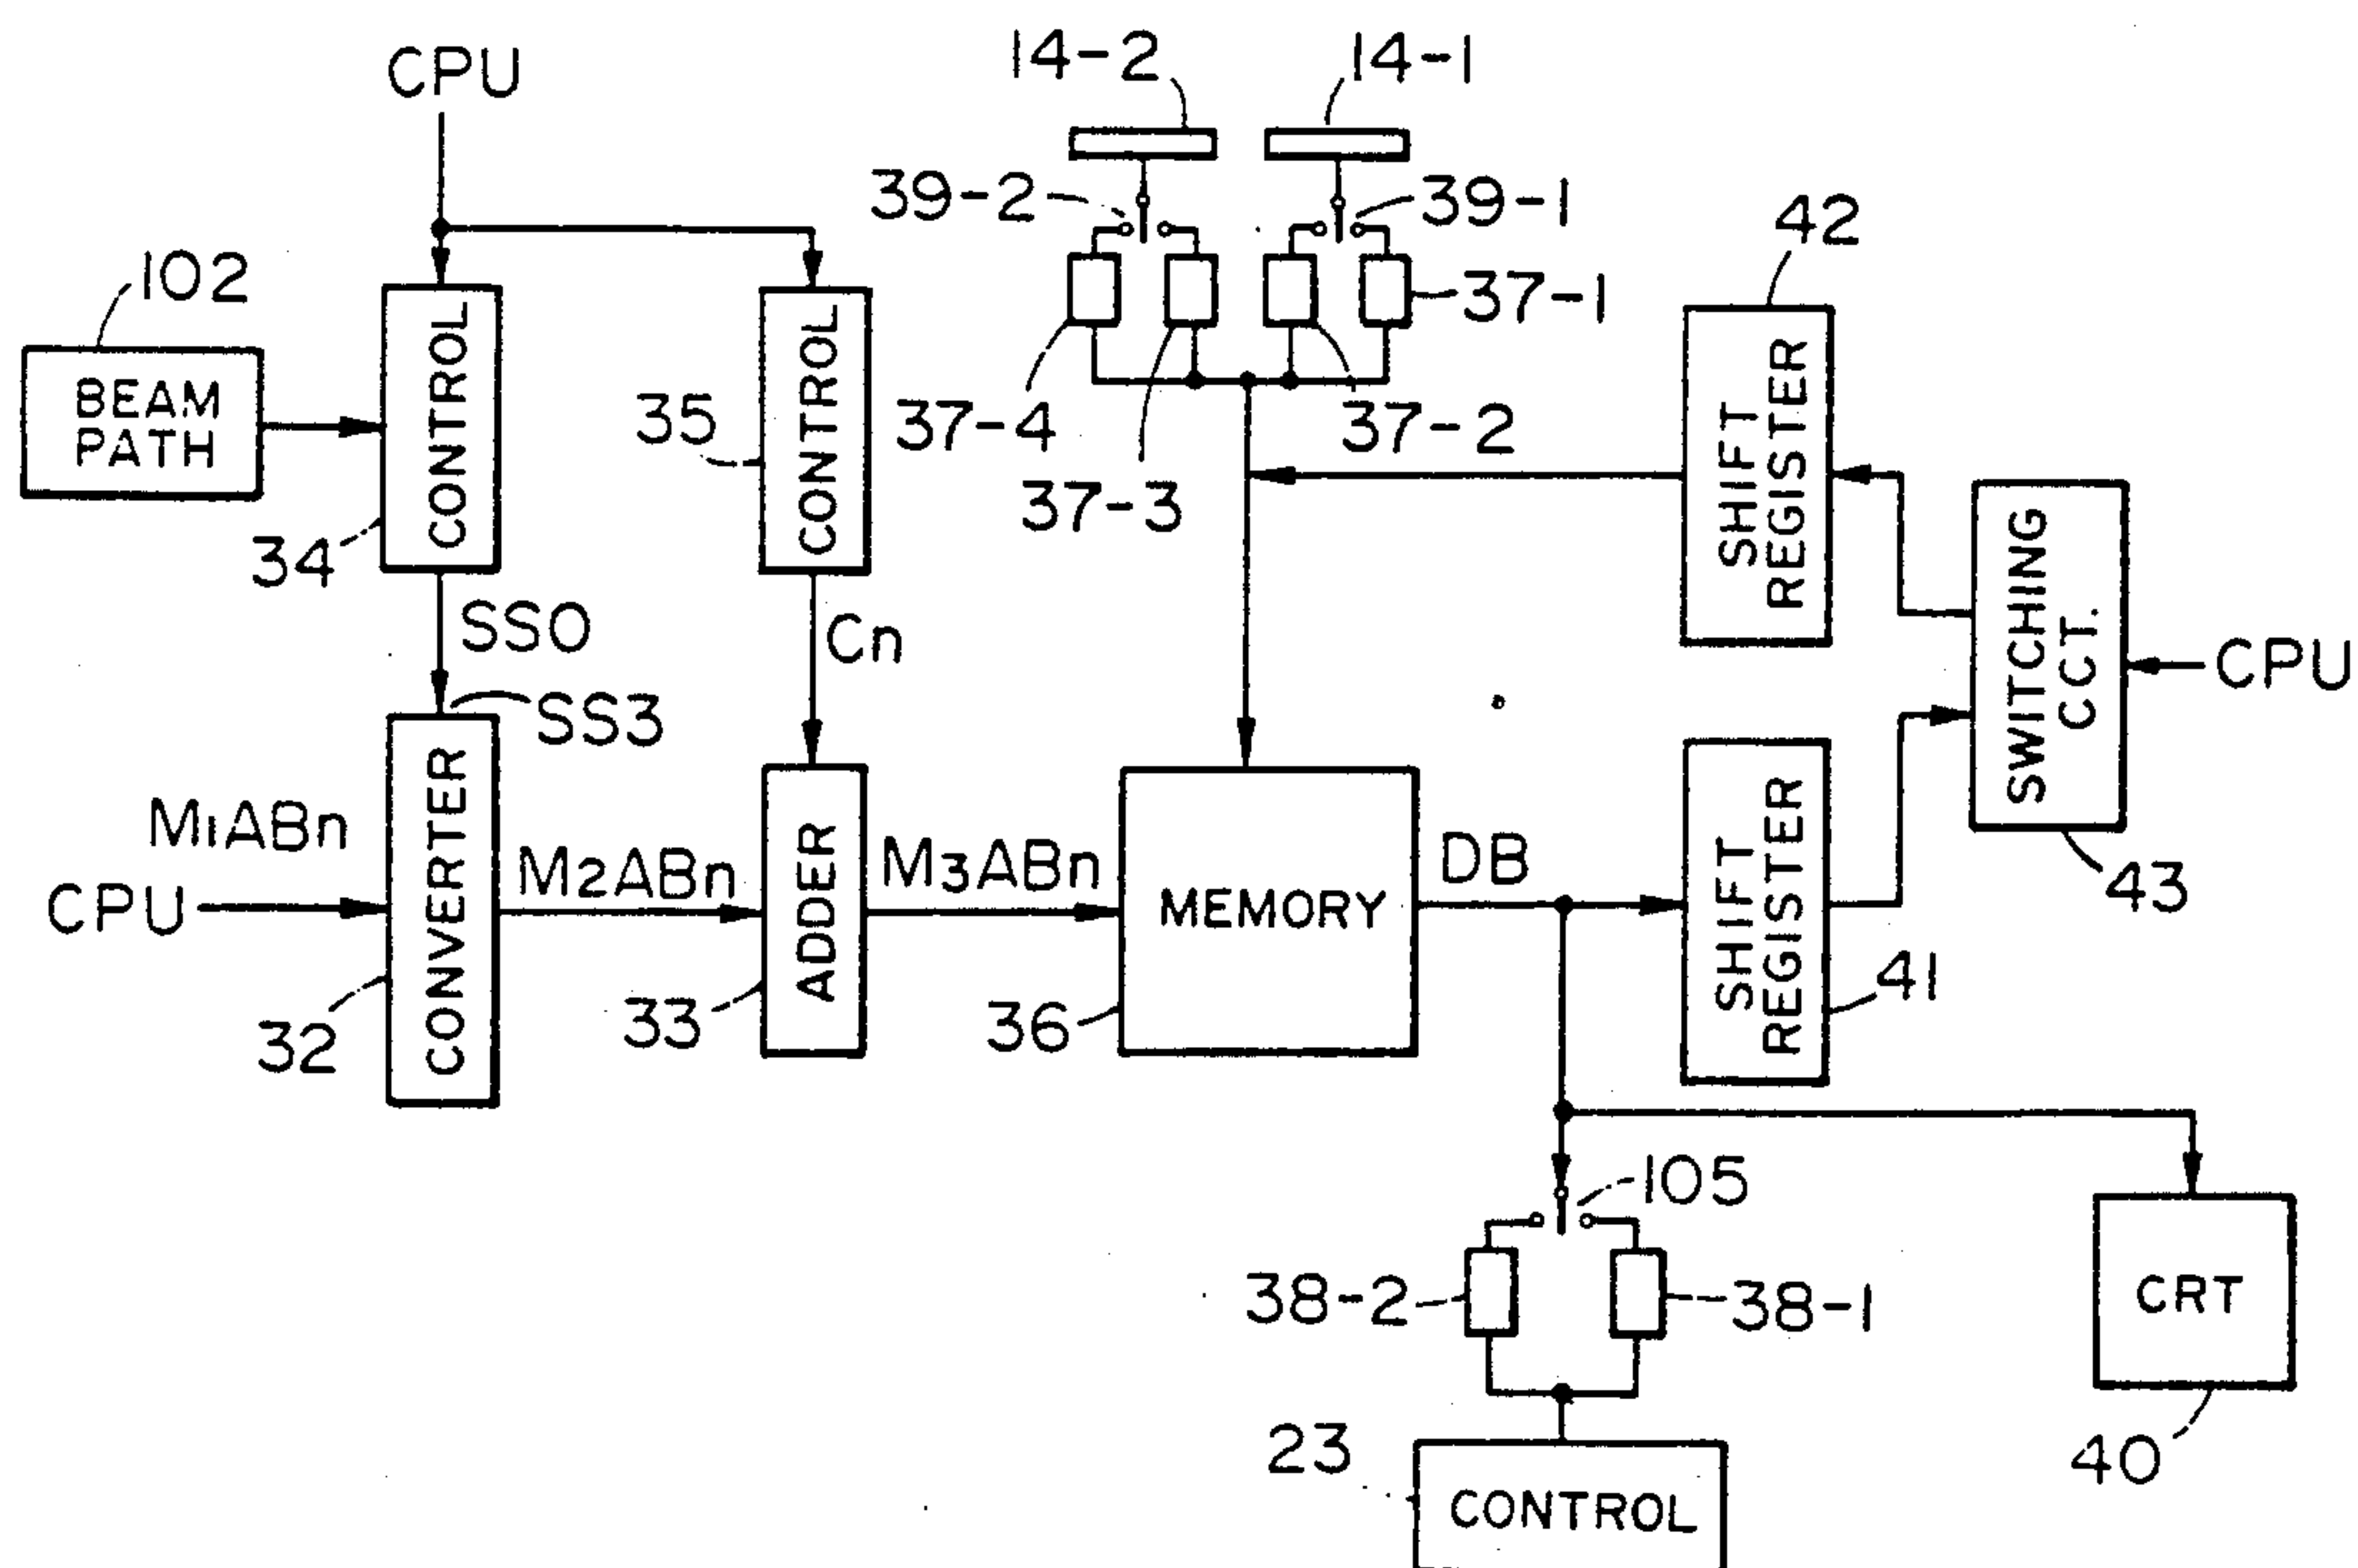 CPU
14-2
14-1
39-2
39-1
42
102
37-1
BEAM
PATH
CONTROL
35
CONTROL
37-4
37-2
SHIFT
REGISTER
37-3
34
SWITCHING
CCT.
SS0
Cn
CPU
SS3
M1ABn
M2ABn
M3ABn
DB
43
CPU
CONVERTER
ADDER
MEMORY
SHIFT
REGISTER
41
32
33
36
105
38-2
38-1
CRT
23
40
CONTROL